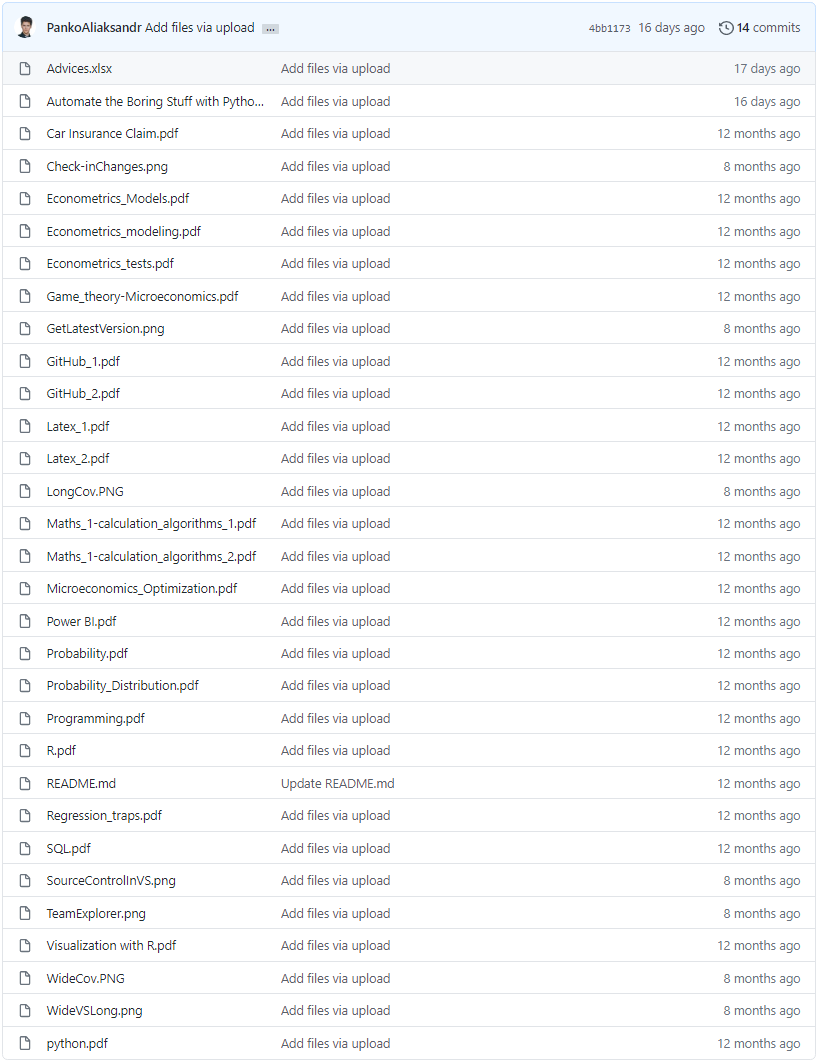 PankoAliaksandr Add files via upload ... 4bb1173 16 days ago 14 commits
Advices.xlsx Add files via upload 17 days ago
Automate the Boring Stuff with Pytho... Add files via upload 16 days ago
Car Insurance Claim.pdf Add files via upload 12 months ago
Check-inChanges.png Add files via upload 8 months ago
Econometrics_Models.pdf Add files via upload 12 months ago
Econometrics_modeling.pdf Add files via upload 12 months ago
Econometrics_tests.pdf Add files via upload 12 months ago
Game_theory-Microeconomics.pdf Add files via upload 12 months ago
GetLatestVersion.png Add files via upload 8 months ago
GitHub_1.pdf Add files via upload 12 months ago
GitHub_2.pdf Add files via upload 12 months ago
Latex_1.pdf Add files via upload 12 months ago
Latex_2.pdf Add files via upload 12 months ago
LongCov.PNG Add files via upload 8 months ago
Maths_1-calculation_algorithms_1.pdf Add files via upload 12 months ago
Maths_1-calculation_algorithms_2.pdf Add files via upload 12 months ago
Microeconomics_Optimization.pdf Add files via upload 12 months ago
Power BI.pdf Add files via upload 12 months ago
Probability.pdf Add files via upload 12 months ago
Probability_Distribution.pdf Add files via upload 12 months ago
Programming.pdf Add files via upload 12 months ago
R.pdf Add files via upload 12 months ago
README.md Update README.md 12 months ago
Regression_traps.pdf Add files via upload 12 months ago
SQL.pdf Add files via upload 12 months ago
SourceControlInVS.png Add files via upload 8 months ago
TeamExplorer.png Add files via upload 8 months ago
Visualization with R.pdf Add files via upload 12 months ago
WideCov.PNG Add files via upload 8 months ago
WideVSLong.png Add files via upload 8 months ago
python.pdf Add files via upload 12 months ago